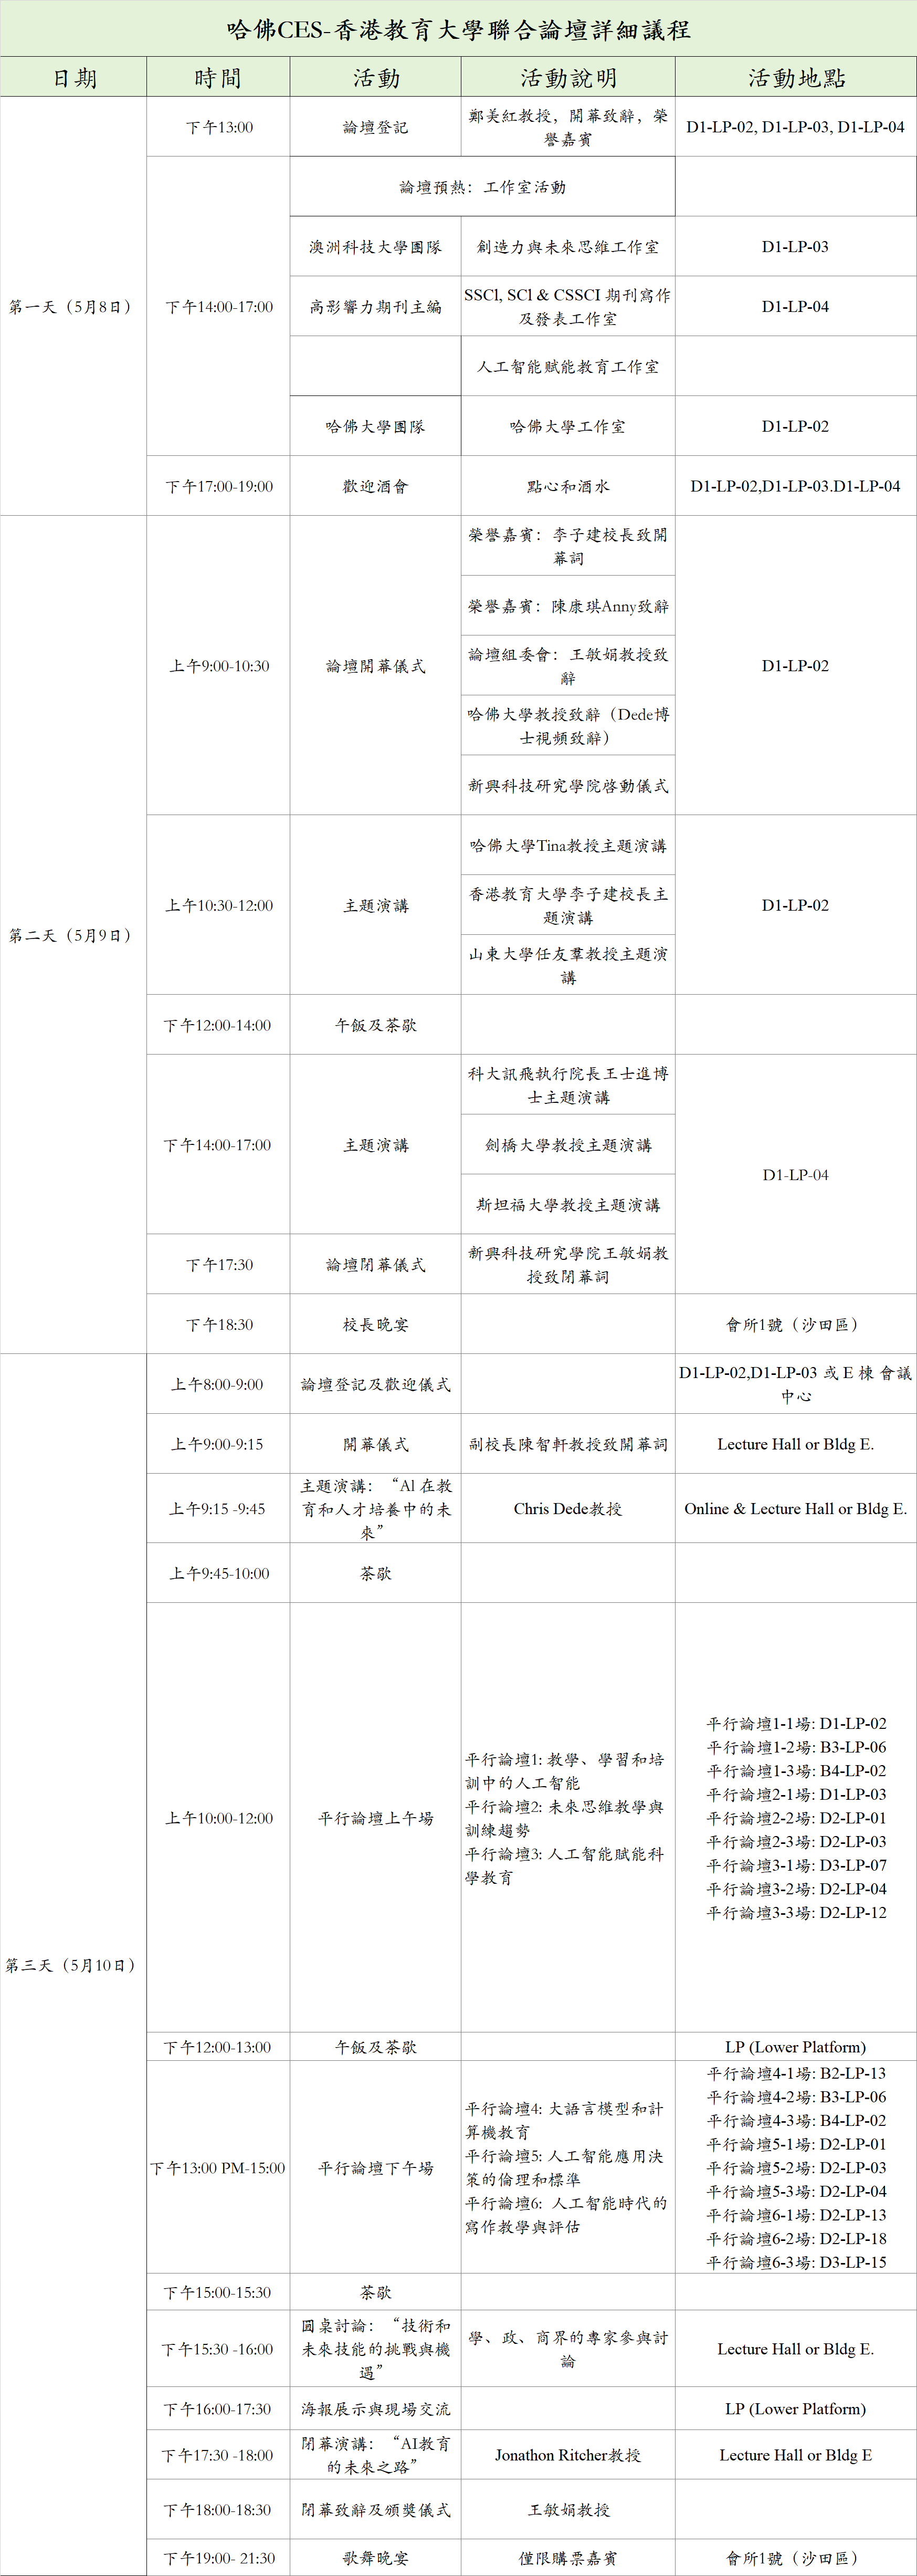 哈佛CES-香港教育大學聯合論壇詳細議程
日期 時間 活動 活動說明 活動地點
第一天（5月8日）
下午13:00
論壇登記
鄭美紅教授，開幕致辭，榮
譽嘉賓
D1-LP-02, D1-LP-03, D1-LP-04
下午14:00-17:00
論壇預熱：工作室活動
澳洲科技大學團隊
創造力與未來思維工作室
D1-LP-03
高影響力期刊主編
SSCl, SCl & CSSCI 期刊寫作
及發表工作室
D1-LP-04
人工智能賦能教育工作室
哈佛大學團隊
哈佛大學工作室
D1-LP-02
下午17:00-19:00
歡迎酒會
點心和酒水
D1-LP-02,D1-LP-03.D1-LP-04
第二天（5月9日）
上午9:00-10:30
論壇開幕儀式
榮譽嘉賓：李子建校長致開
幕詞
榮譽嘉賓：陳康琪Anny致辭
論壇組委會：王敏娟教授致
辭
哈佛大學教授致辭（Dede博
士視頻致辭）
新興科技研究學院啓動儀式
D1-LP-02
上午10:30-12:00
主題演講
哈佛大學Tina教授主題演講
香港教育大學李子建校長主
題演講
山東大學任友羣教授主題演
講
D1-LP-02
下午12:00-14:00
午飯及茶歇
下午14:00-17:00
主題演講
科大訊飛執行院長王士進博
士主題演講
劍橋大學教授主題演講
斯坦福大學教授主題演講
D1-LP-04
下午17:30
論壇閉幕儀式
新興科技研究學院王敏娟教
授致閉幕詞
下午18:30
校長晚宴
會所1號（沙田區）
第三天（5月10日）
上午8:00-9:00
論壇登記及歡迎儀式
D1-LP-02,D1-LP-03 或 E 棟 會議
中心
上午9:00-9:15
開幕儀式
副校長陳智軒教授致開幕詞
Lecture Hall or Bldg E.
上午9:15 -9:45
主題演講：“AI 在教
育和人才培養中的未
來”
Chris Dede教授
Online & Lecture Hall or Bldg E.
上午9:45-10:00
茶歇
上午10:00-12:00
平行論壇上午場
平行論壇1: 教學、學習和培
訓中的人工智能
平行論壇2: 未來思維教學與
訓練趨勢
平行論壇3: 人工智能賦能科
學教育
平行論壇1-1場: D1-LP-02
平行論壇1-2場: B3-LP-06
平行論壇1-3場: B4-LP-02
平行論壇2-1場: D1-LP-03
平行論壇2-2場: D2-LP-01
平行論壇2-3場: D2-LP-03
平行論壇3-1場: D3-LP-07
平行論壇3-2場: D2-LP-04
平行論壇3-3場: D2-LP-12
下午12:00-13:00
午飯及茶歇
LP (Lower Platform)
下午13:00 PM-15:00
平行論壇下午場
平行論壇4: 大語言模型和計
算機教育
平行論壇5: 人工智能應用決
策的倫理和標準
平行論壇6: 人工智能時代的
寫作教學與評估
平行論壇4-1場: B2-LP-13
平行論壇4-2場: B3-LP-06
平行論壇4-3場: B4-LP-02
平行論壇5-1場: D2-LP-01
平行論壇5-2場: D2-LP-03
平行論壇5-3場: D2-LP-04
平行論壇6-1場: D2-LP-13
平行論壇6-2場: D2-LP-18
平行論壇6-3場: D3-LP-15
下午15:00-15:30
茶歇
下午15:30 -16:00
圓桌討論：“技術和
未來技能的挑戰與機
遇”
學、政、商界的專家參與討
論
Lecture Hall or Bldg E.
下午16:00-17:30
海報展示與現場交流
LP (Lower Platform)
下午17:30 -18:00
閉幕演講：“AI教育
的未來之路”
Jonathon Ritcher教授
Lecture Hall or Bldg E
下午18:00-18:30
閉幕致辭及頒獎儀式
王敏娟教授
下午19:00- 21:30
歌舞晚宴
僅限購票嘉賓
會所1號（沙田區）